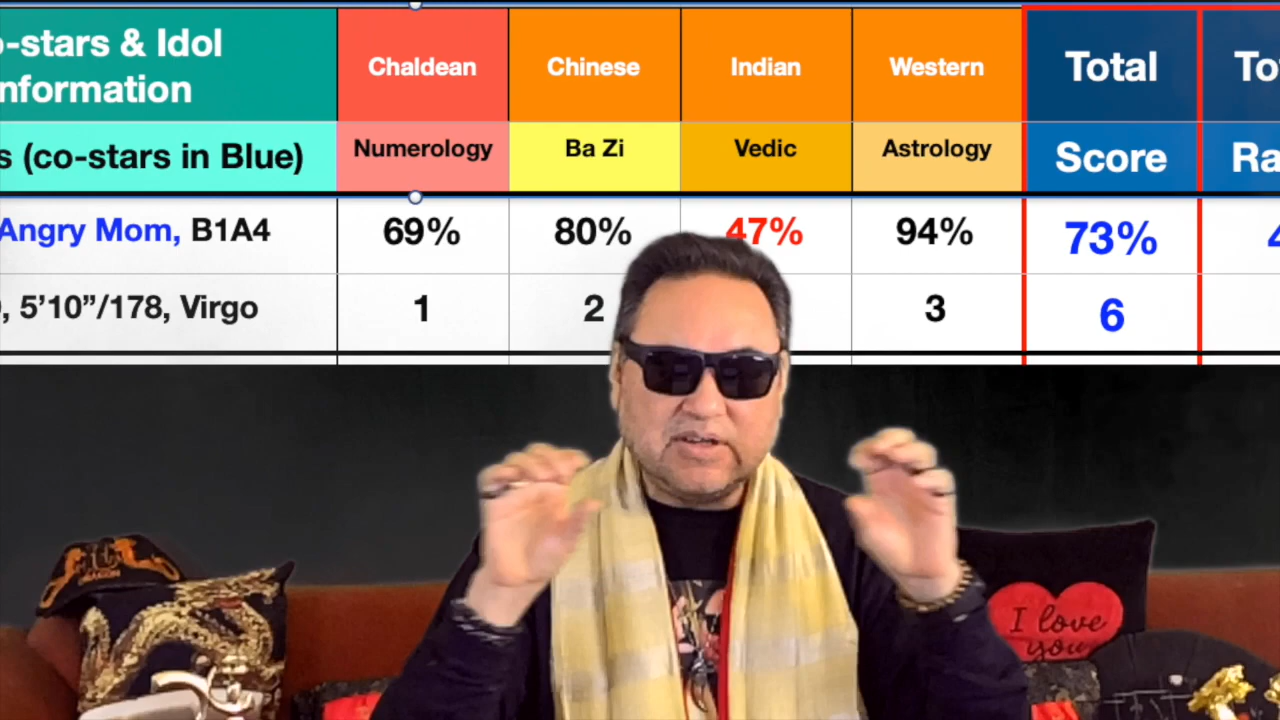 o-stars & Idol
nformation
Chaldean
Chinese
Indian
Western
Total
To
s (co-stars in Blue)
Numerology
Ba Zi
Vedic
Astrology
Score
Ra
Angry Mom, B1A4
69%
80%
47%
94%
73%
4
, 5’10”/178, Virgo
1
2
3
6
I love
you